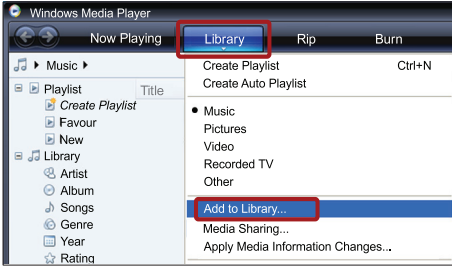 Windows Media Player
Now Playing Library Rip Burn
Music
Create Playlist Ctrl+N
Create Auto Playlist
Playlist Title
Create Playlist
Favour
New
Library
Artist
Album
Songs
Genre
Year
Rating
Music
Pictures
Video
Recorded TV
Other
Add to Library...
Media Sharing...
Apply Media Information Changes...